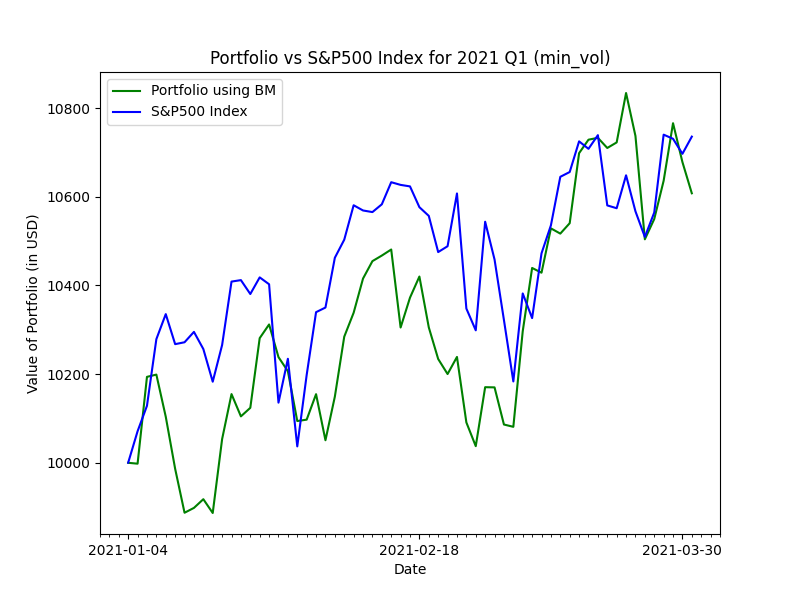 Portfolio vs S&P500 Index for 2021 Q1 (min_vol)
Portfolio using BM
S&P500 Index
Value of Portfolio (in USD)
10800
10600
10400
10200
10000
2021-01-04
2021-02-18
2021-03-30
Date